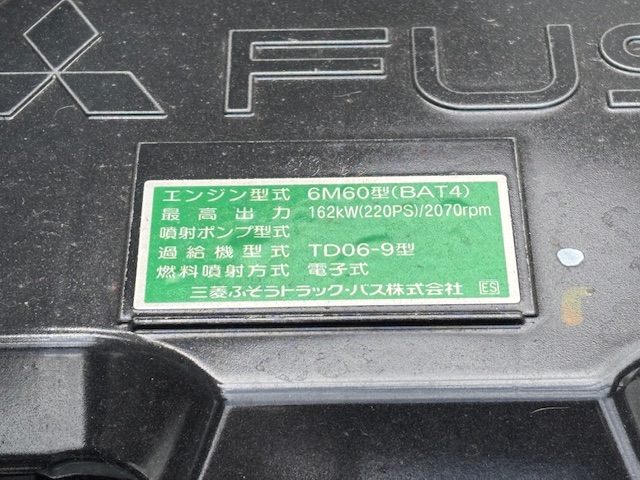 FUS
エンジン型式 6M60型(BAT4)
最高出力 162kW(220PS)/2070rpm
噴射ポンプ型式
過給機型式 TD06-9型
燃料噴射方式 電子式
三菱ふそうトラック・バス株式会社 ES